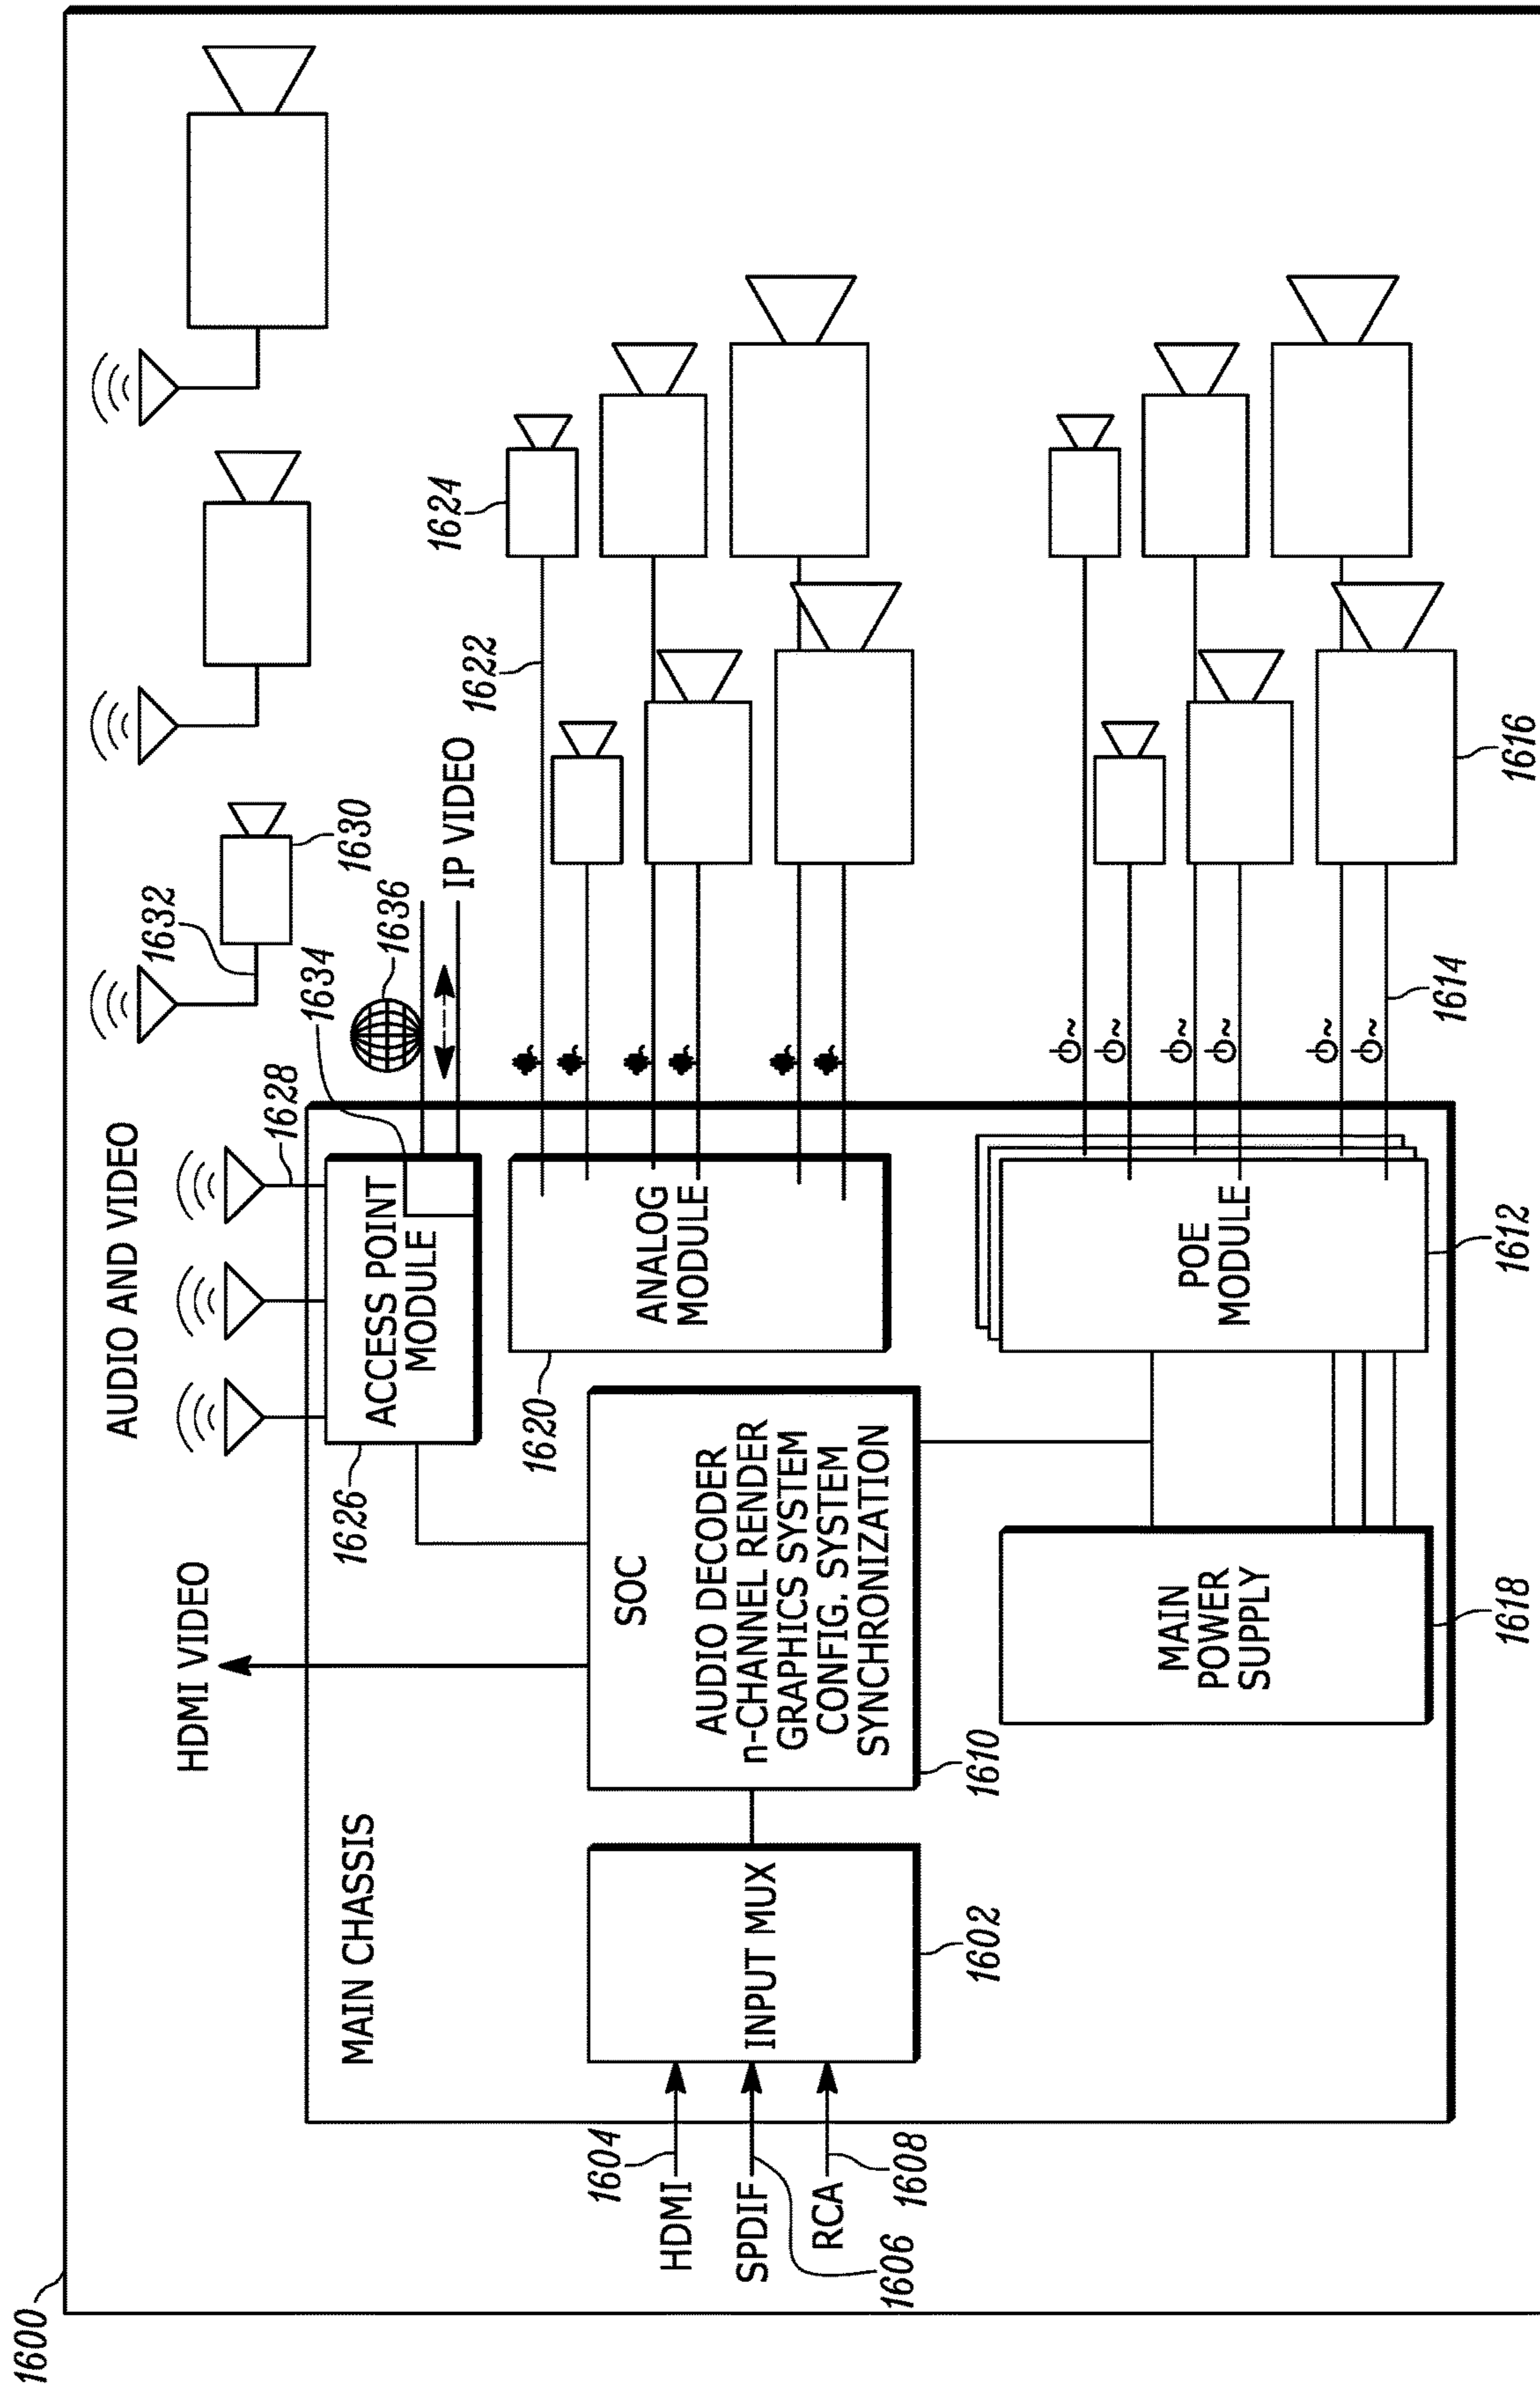 1600
HDMI VIDEO
AUDIO AND VIDEO
1628
1632
1630
1634
1636
IP VIDEO
MAIN CHASSIS
1626
ACCESS POINT
MODULE
1622
1624
HDMI
1604
SPDIF
1606
RCA
1608
INPUT MUX
1602
SOC
AUDIO DECODER
n-CHANNEL RENDER
GRAPHICS SYSTEM
CONFIG. SYSTEM
SYNCHRONIZATION
1610
1620
ANALOG
MODULE
MAIN
POWER
SUPPLY
1618
POE
MODULE
1612
1614
1616